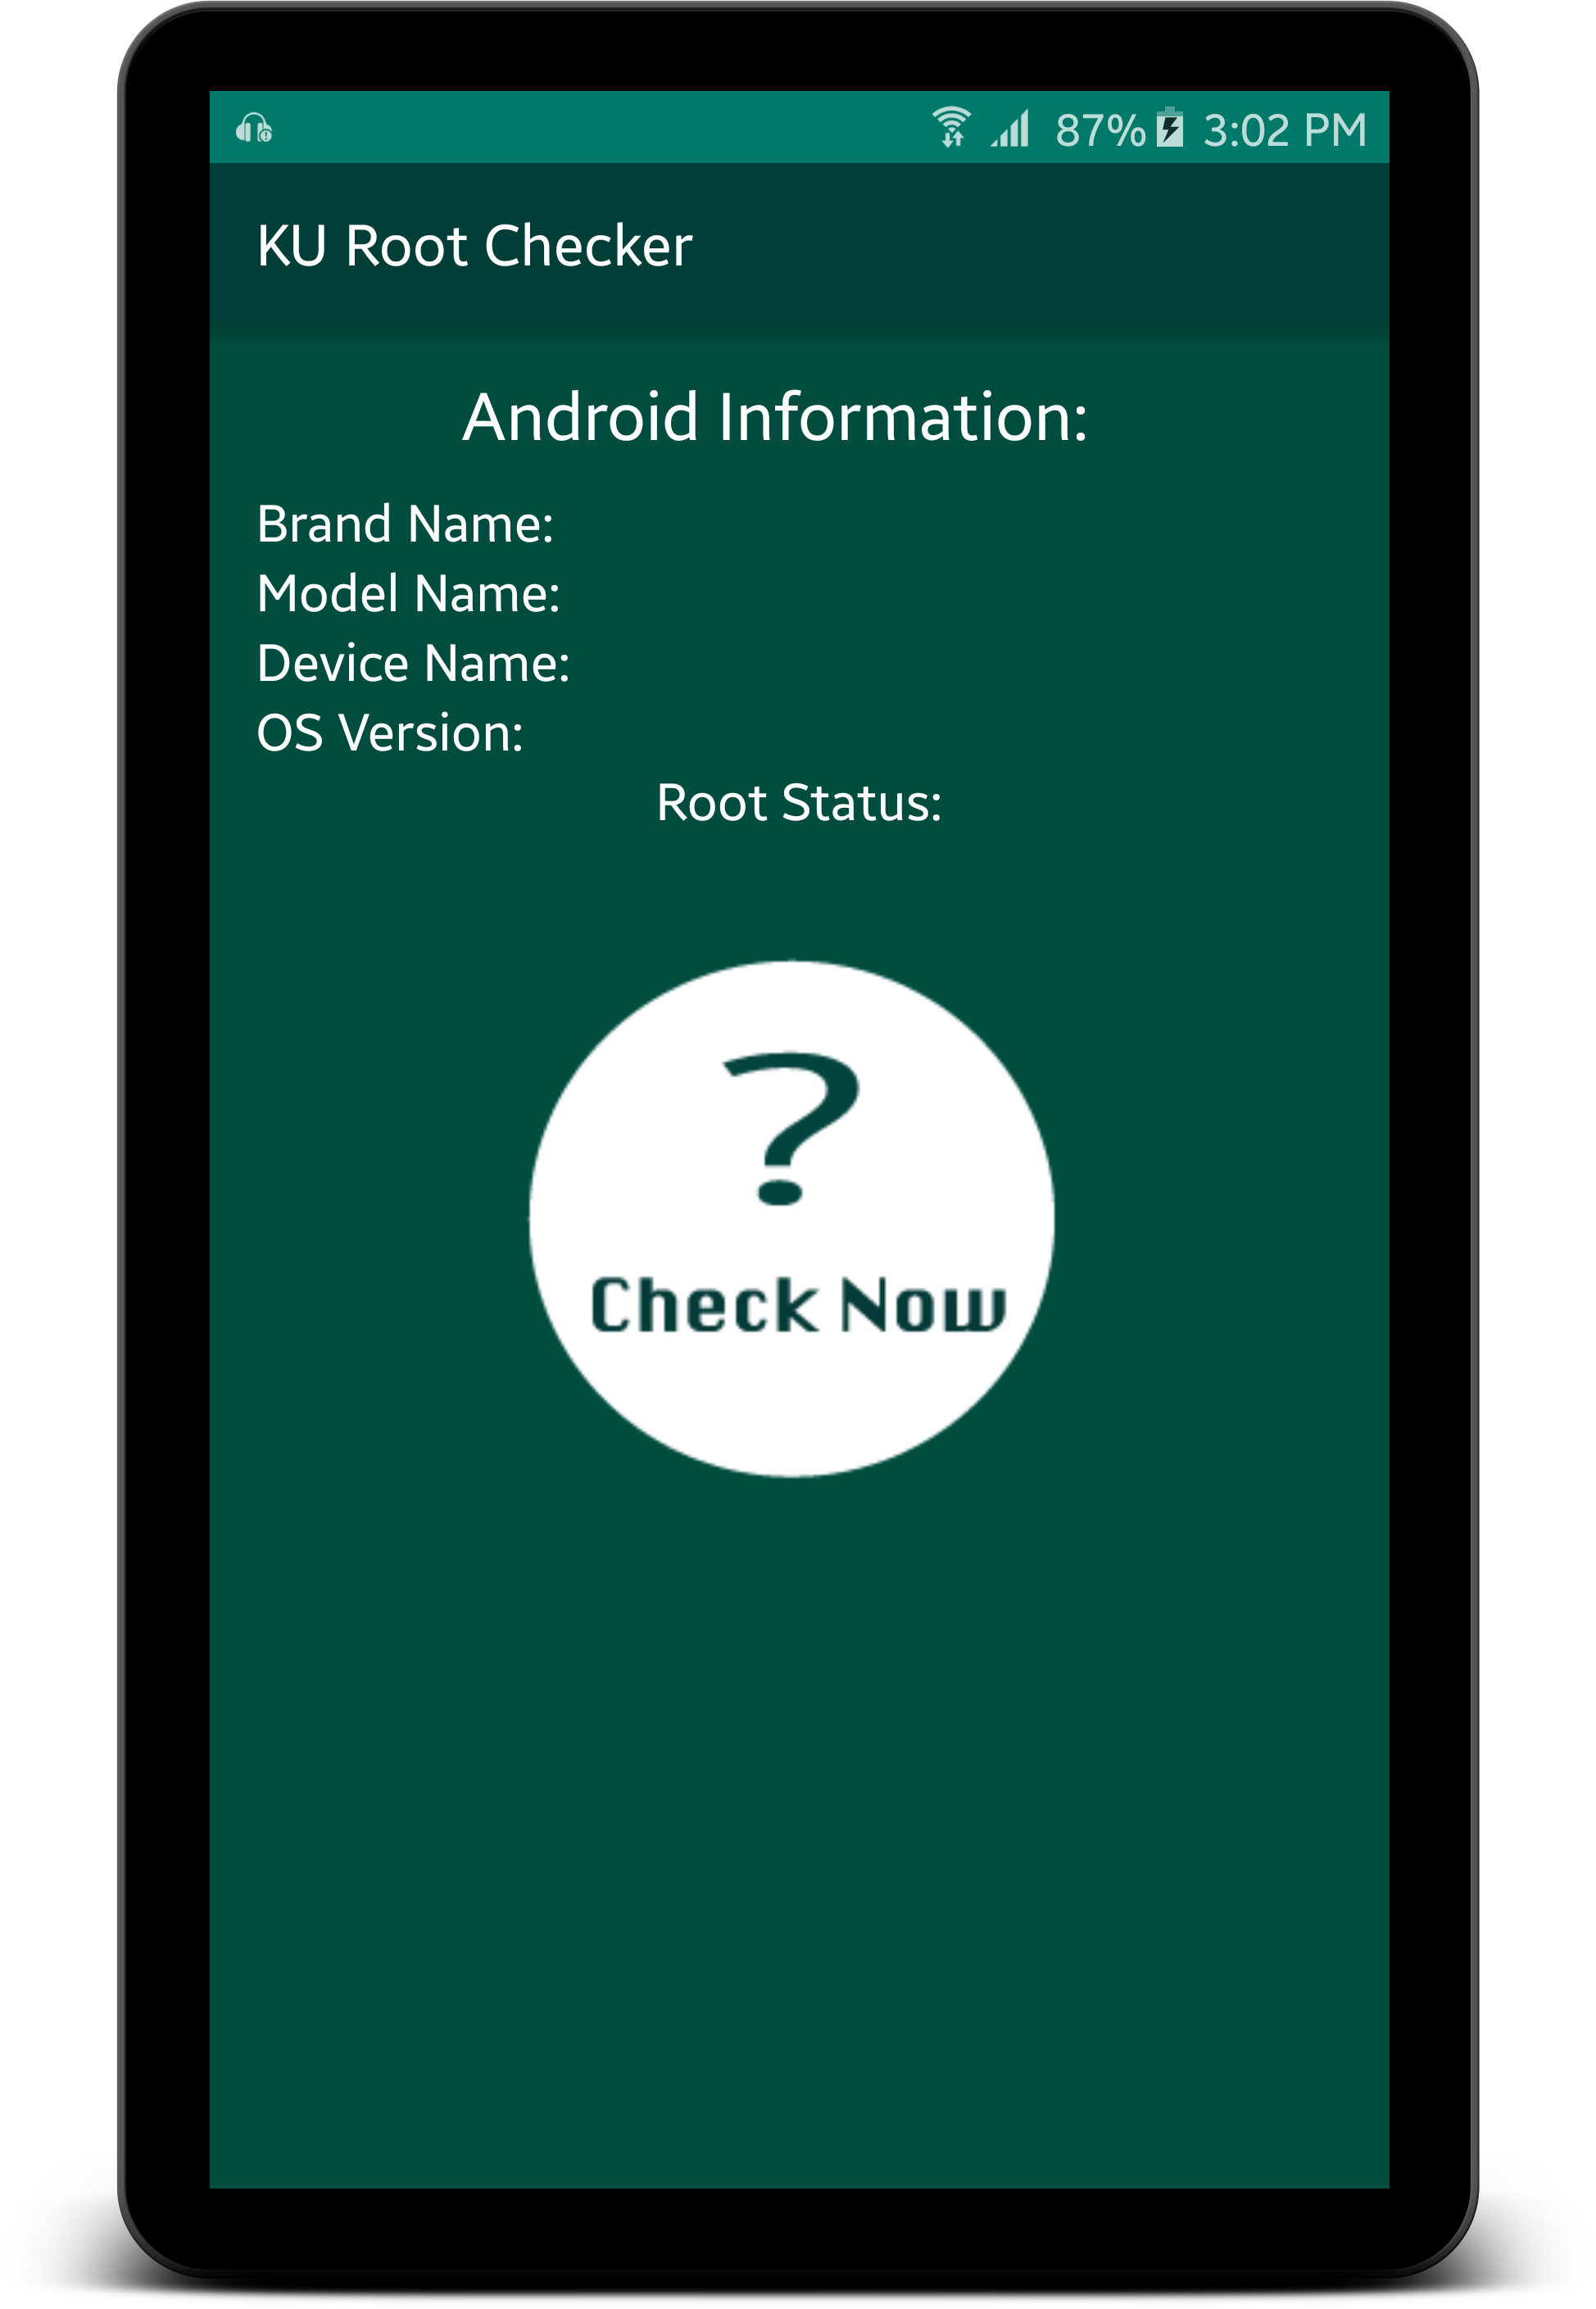 87% 3:02 PM
KU Root Checker
Android Information:
Brand Name:
Model Name:
Device Name:
OS Version:
Root Status:
?
Check Now